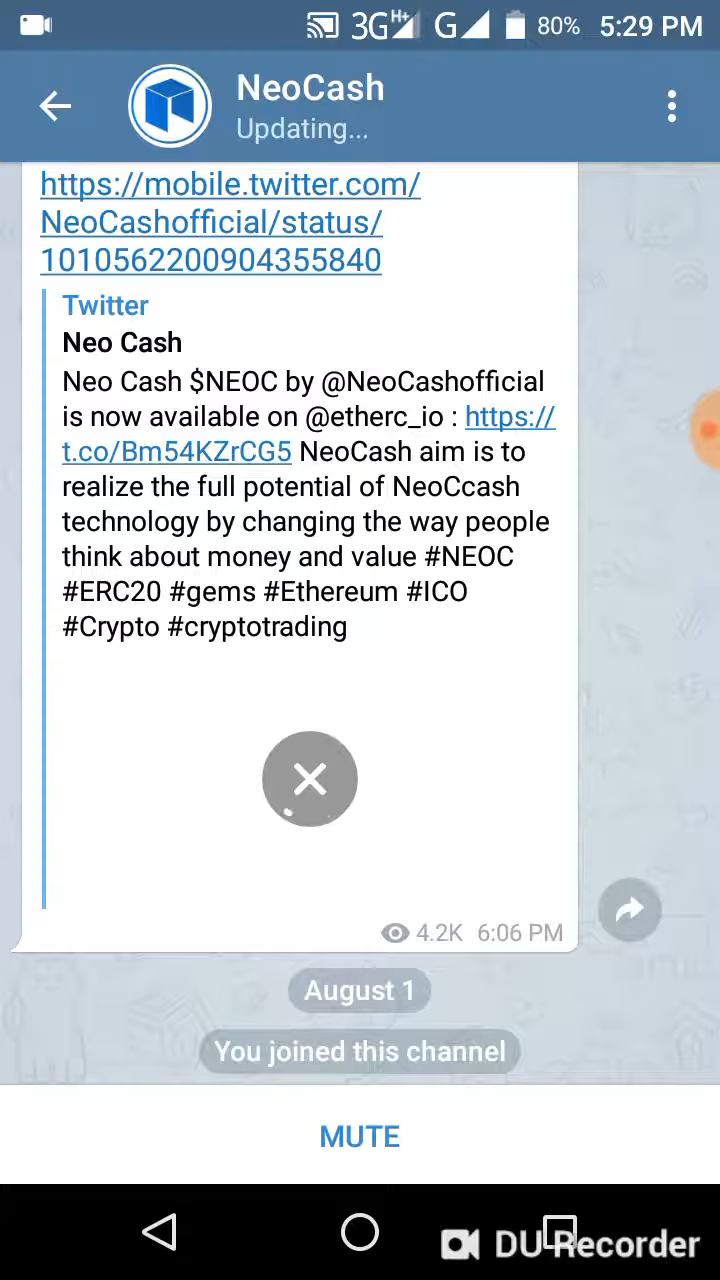 3G H+ G 80% 5:29 PM
NeoCash
Updating...
https://mobile.twitter.com/
NeoCashofficial/status/
1010562200904355840
Twitter
Neo Cash
Neo Cash $NEOC by @NeoCashofficial
is now available on @etherc_io : https://
t.co/Bm54KZrCG5 NeoCash aim is to
realize the full potential of NeoCcash
technology by changing the way people
think about money and value #NEOC
#ERC20 #gems #Ethereum #ICO
#Crypto #cryptotrading
4.2K 6:06 PM
August 1
You joined this channel
MUTE
DU Recorder